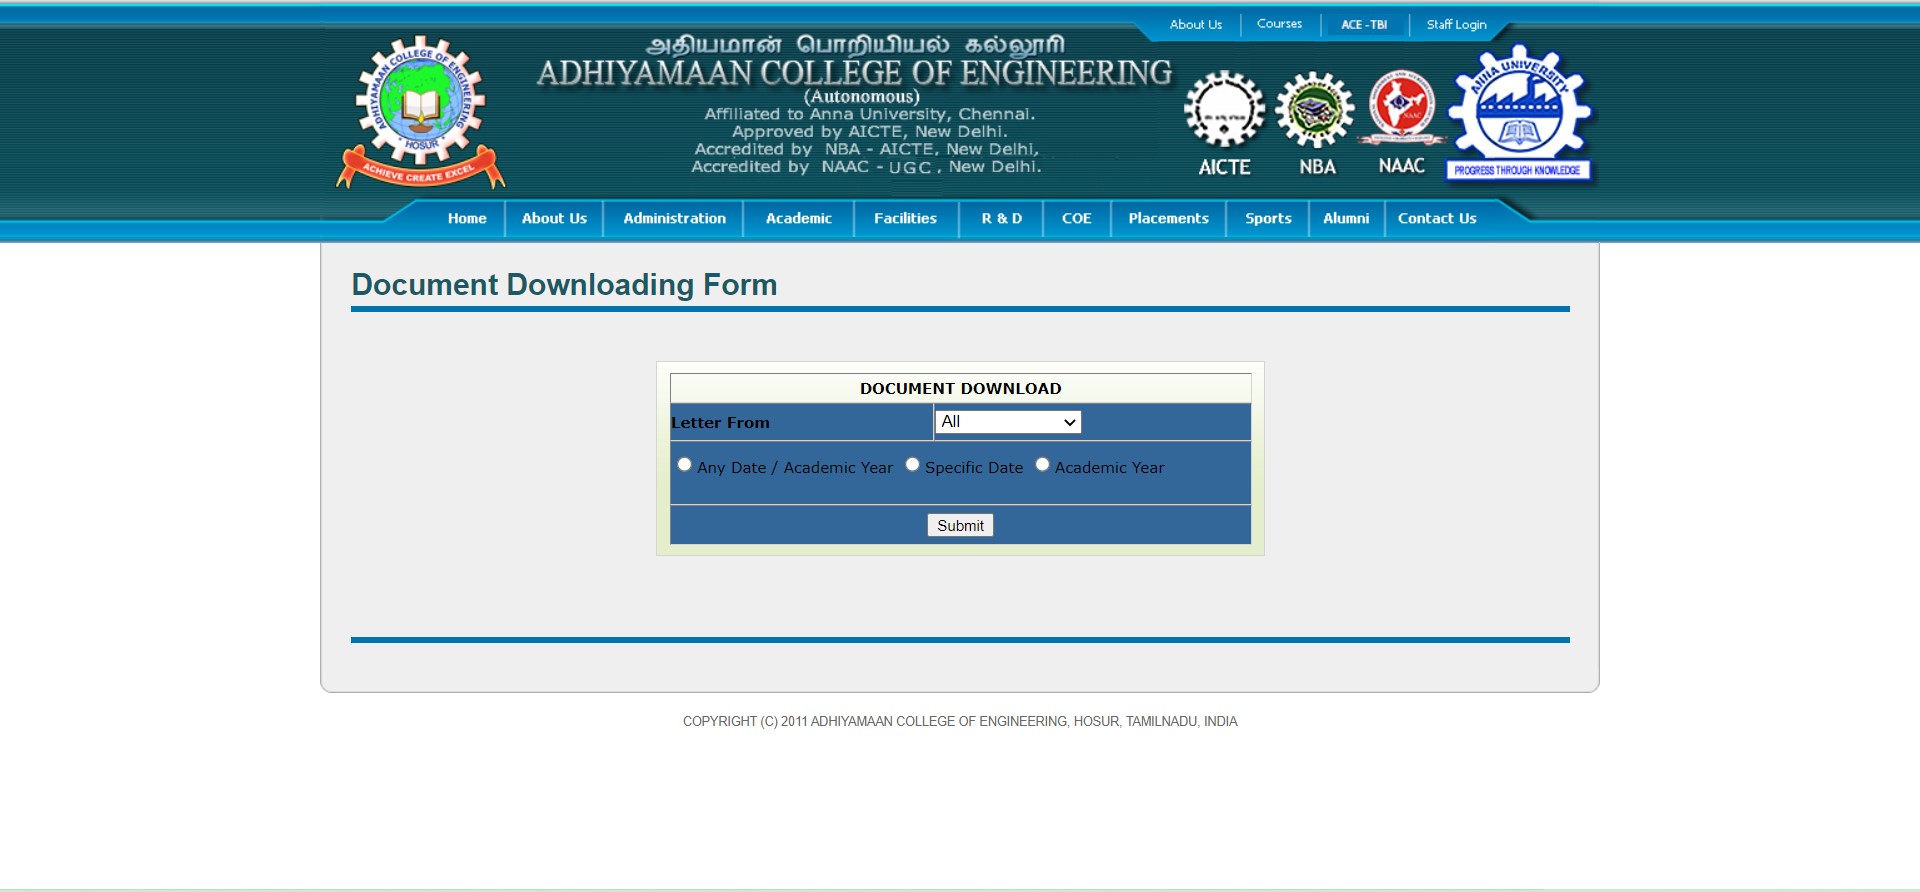 About Us Courses ACE - TBI Staff Login
அதியமான் பொறியியல் கல்லூரி
ADHIYAMAAN COLLEGE OF ENGINEERING
(Autonomous)
Affiliated to Anna University, Chennai.
Approved by AICTE, New Delhi.
Accredited by NBA - AICTE, New Delhi,
Accredited by NAAC - UGC, New Delhi.
ADHIYAMAAN COLLEGE OF ENGINEERING
HOSUR
ACHIEVE CREATE EXCEL
AICTE
NBA
NAAC
NAAC
ANNA UNIVERSITY
PROGRESS THROUGH KNOWLEDGE
Home About Us Administration Academic Facilities R & D COE Placements Sports Alumni Contact Us
Document Downloading Form
DOCUMENT DOWNLOAD
Letter From All
Any Date / Academic Year Specific Date Academic Year
Submit
COPYRIGHT (C) 2011 ADHIYAMAAN COLLEGE OF ENGINEERING, HOSUR, TAMILNADU, INDIA